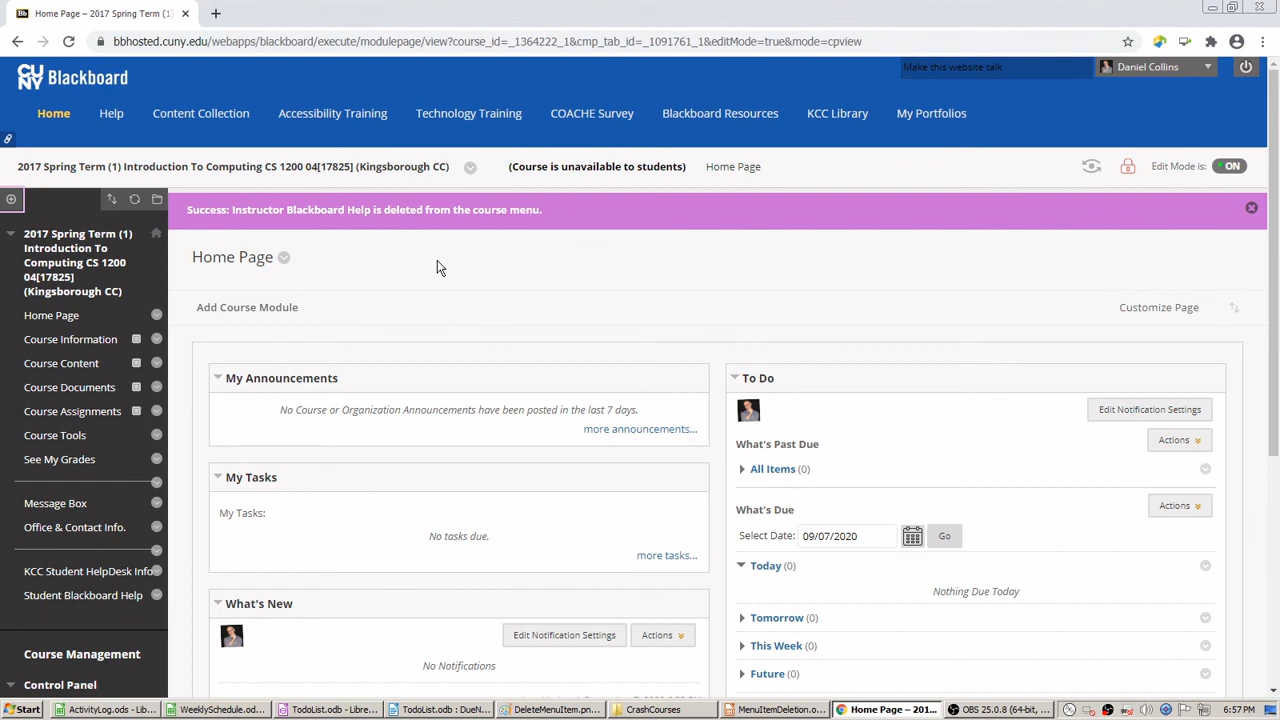 Home Page – 2017 Spring Term (1)
bbhosted.cuny.edu/webapps/blackboard/execute/modulepage/view?course_id=_1364222_1&cmp_tab_id=_1091761_1&editMode=true&mode=cpview
CUNY Blackboard
Make this website talk
Daniel Collins
Home Help Content Collection Accessibility Training Technology Training COACHE Survey Blackboard Resources KCC Library My Portfolios
2017 Spring Term (1) Introduction To Computing CS 1200 04[17825] (Kingsborough CC) (Course is unavailable to students) Home Page Edit Mode is: ON
Success: Instructor Blackboard Help is deleted from the course menu.
2017 Spring Term (1)
Introduction To
Computing CS 1200
04[17825]
(Kingsborough CC)
Home Page
Course Information
Course Content
Course Documents
Course Assignments
Course Tools
See My Grades
Message Box
Office & Contact Info.
KCC Student HelpDesk Info
Student Blackboard Help
Course Management
Control Panel
Home Page
Add Course Module
Customize Page
My Announcements
No Course or Organization Announcements have been posted in the last 7 days.
more announcements...
My Tasks
My Tasks:
No tasks due.
more tasks...
What's New
Edit Notification Settings Actions
No Notifications
To Do
Edit Notification Settings
What's Past Due
Actions
All Items (0)
What's Due
Actions
Select Date: 09/07/2020 Go
Today (0)
Nothing Due Today
Tomorrow (0)
This Week (0)
Future (0)
Start ActivityLog.ods - Lib... WeeklySchedule.od... TodoList.odb - Libre... TodoList.odb : DueN... DeleteMenuItem.pn... CrashCourses MenuItemDeletion.o... Home Page – 201... OBS 25.0.8 (64-bit, ... 6:57 PM